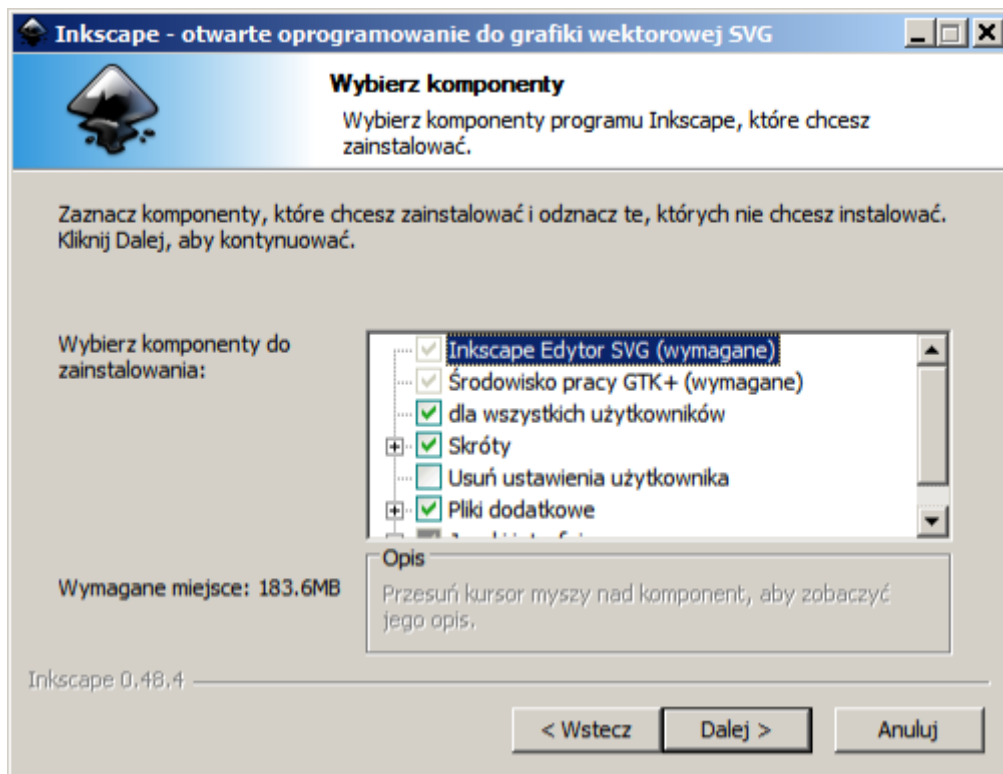 Inkscape - otwarte oprogramowanie do grafiki wektorowej SVG
Wybierz komponenty
Wybierz komponenty programu Inkscape, które chcesz
zainstalować.
Zaznacz komponenty, które chcesz zainstalować i odznacz te, których nie chcesz instalować.
Kliknij Dalej, aby kontynuować.
Wybierz komponenty do
zainstalowania:
Inkscape Edytor SVG (wymagane)
Środowisko pracy GTK+ (wymagane)
dla wszystkich użytkowników
Skróty
Usuń ustawienia użytkownika
Pliki dodatkowe
Wymagane miejsce: 183.6MB
Opis
Przesuń kursor myszy nad komponent, aby zobaczyć
jego opis.
Inkscape 0.48.4
< Wstecz
Dalej >
Anuluj